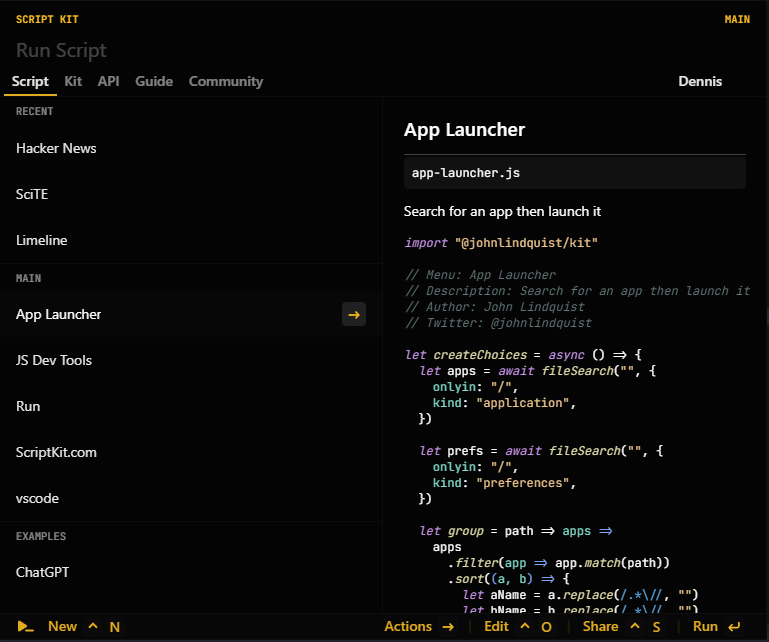 SCRIPT KIT
MAIN
Run Script
Script Kit API Guide Community
Dennis
RECENT
Hacker News
SciTE
Limeline
MAIN
App Launcher →
JS Dev Tools
Run
ScriptKit.com
vscode
EXAMPLES
ChatGPT
App Launcher
app-launcher.js
Search for an app then launch it
import "@johnlindquist/kit"
// Menu: App Launcher
// Description: Search for an app then launch it
// Author: John Lindquist
// Twitter: @johnlindquist
let createChoices = async () => {
  let apps = await fileSearch("", {
    onlyin: "/",
    kind: "application",
  })
  let prefs = await fileSearch("", {
    onlyin: "/",
    kind: "preferences",
  })
  let group = path => apps =>
    apps
      .filter(app => app.match(path))
      .sort((a, b) => {
        let aName = a.replace(/.*\//, "")
        let bName = b.replace(/.*\//, "")
New ^ N
Actions → Edit ^ O Share ^ S Run ↵